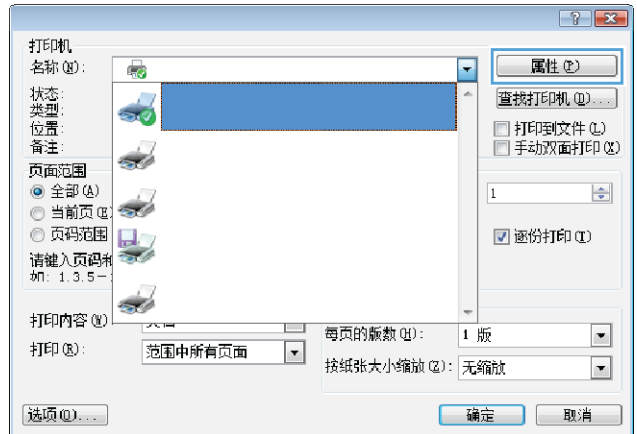 打印机
名称(N):
属性(P)
状态:
类型:
位置:
备注:
查找打印机(D)...
打印到文件(L)
手动双面打印(X)
页面范围
全部(A)
当前页(E)
页码范围
请键入页码和
如: 1.3.5-
1
逐份打印(T)
打印内容(W)
打印(R):
范围中所有页面
每页的版数(H):
1 版
按纸张大小缩放(Z):
无缩放
选项(O)...
确定
取消